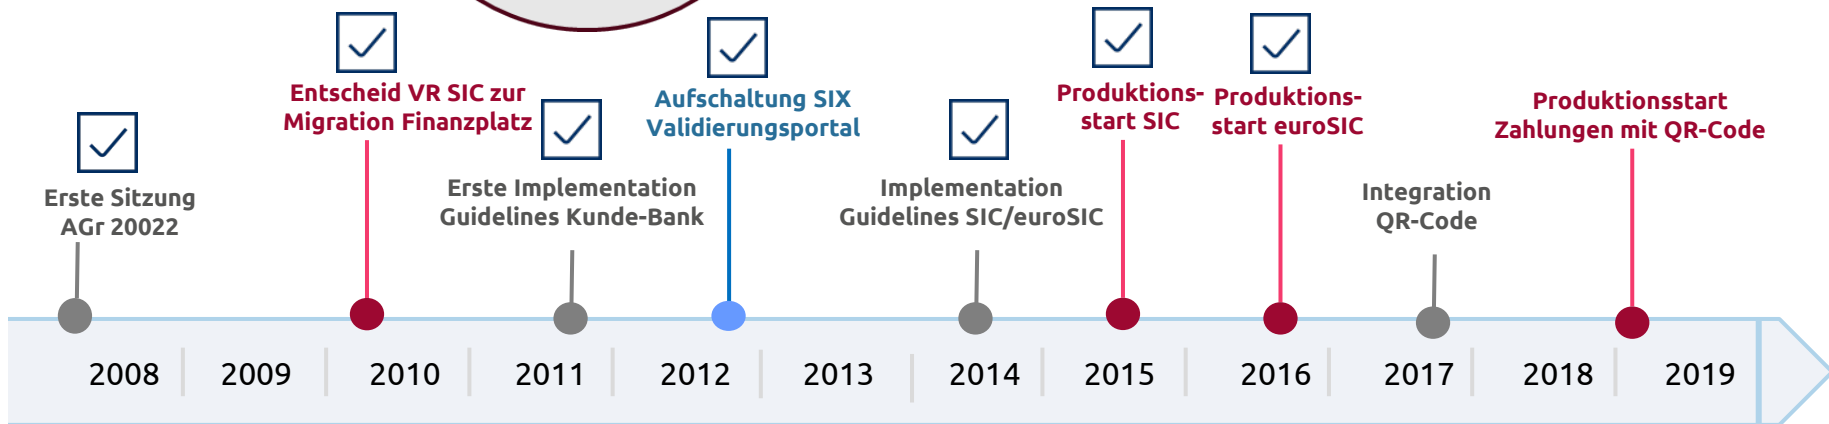 Erste Sitzung
AGr 20022
Entscheid VR SIC zur
Migration Finanzplatz
Erste Implementation
Guidelines Kunde-Bank
Aufschaltung SIX
Validierungsportal
Implementation
Guidelines SIC/euroSIC
Produktions-
start SIC
Produktions-
start euroSIC
Integration
QR-Code
Produktionsstart
Zahlungen mit QR-Code
2008 2009 2010 2011 2012 2013 2014 2015 2016 2017 2018 2019